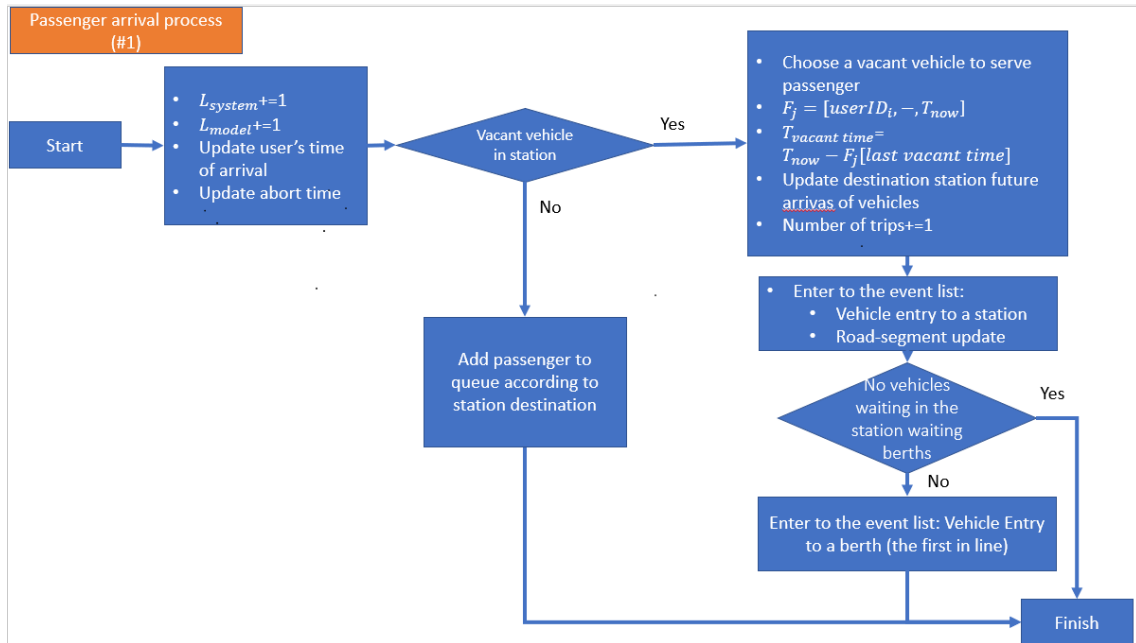 Passenger arrival process
(#1)
Start
• L_system+=1
• L_model+=1
• Update user's time
of arrival
• Update abort time
Vacant vehicle
in station
Yes
No
• Choose a vacant vehicle to serve
passenger
• F_j = [userID_i, −, T_now]
• T_vacant time=
T_now − F_j[last vacant time]
• Update destination station future
arrivas of vehicles
• Number of trips+=1
• Enter to the event list:
• Vehicle entry to a station
• Road-segment update
Add passenger to
queue according to
station destination
No vehicles
waiting in the
station waiting
berths
Yes
No
Enter to the event list: Vehicle Entry
to a berth (the first in line)
Finish